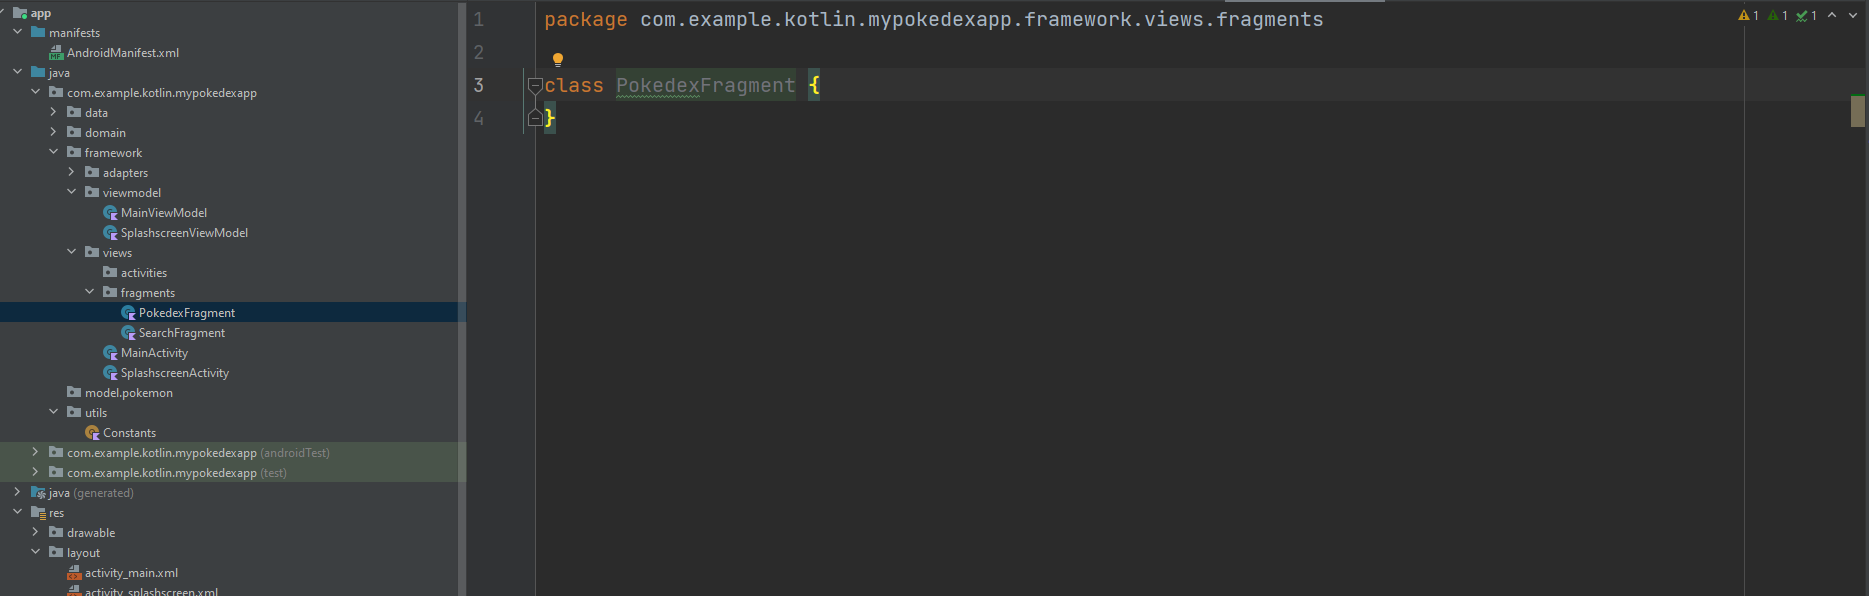 app
manifests
AndroidManifest.xml
java
com.example.kotlin.mypokedexapp
data
domain
framework
adapters
viewmodel
MainViewModel
SplashscreenViewModel
views
activities
fragments
PokedexFragment
SearchFragment
MainActivity
SplashscreenActivity
model.pokemon
utils
Constants
com.example.kotlin.mypokedexapp (androidTest)
com.example.kotlin.mypokedexapp (test)
java (generated)
res
drawable
layout
activity_main.xml
activity_splashscreen.xml
1 package com.example.kotlin.mypokedexapp.framework.views.fragments
2
3 class PokedexFragment {
4 }
1 1 1